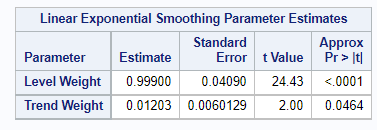 Linear Exponential Smoothing Parameter Estimates
Parameter Estimate Standard Error t Value Approx Pr > |t|
Level Weight 0.99900 0.04090 24.43 <.0001
Trend Weight 0.01203 0.0060129 2.00 0.0464